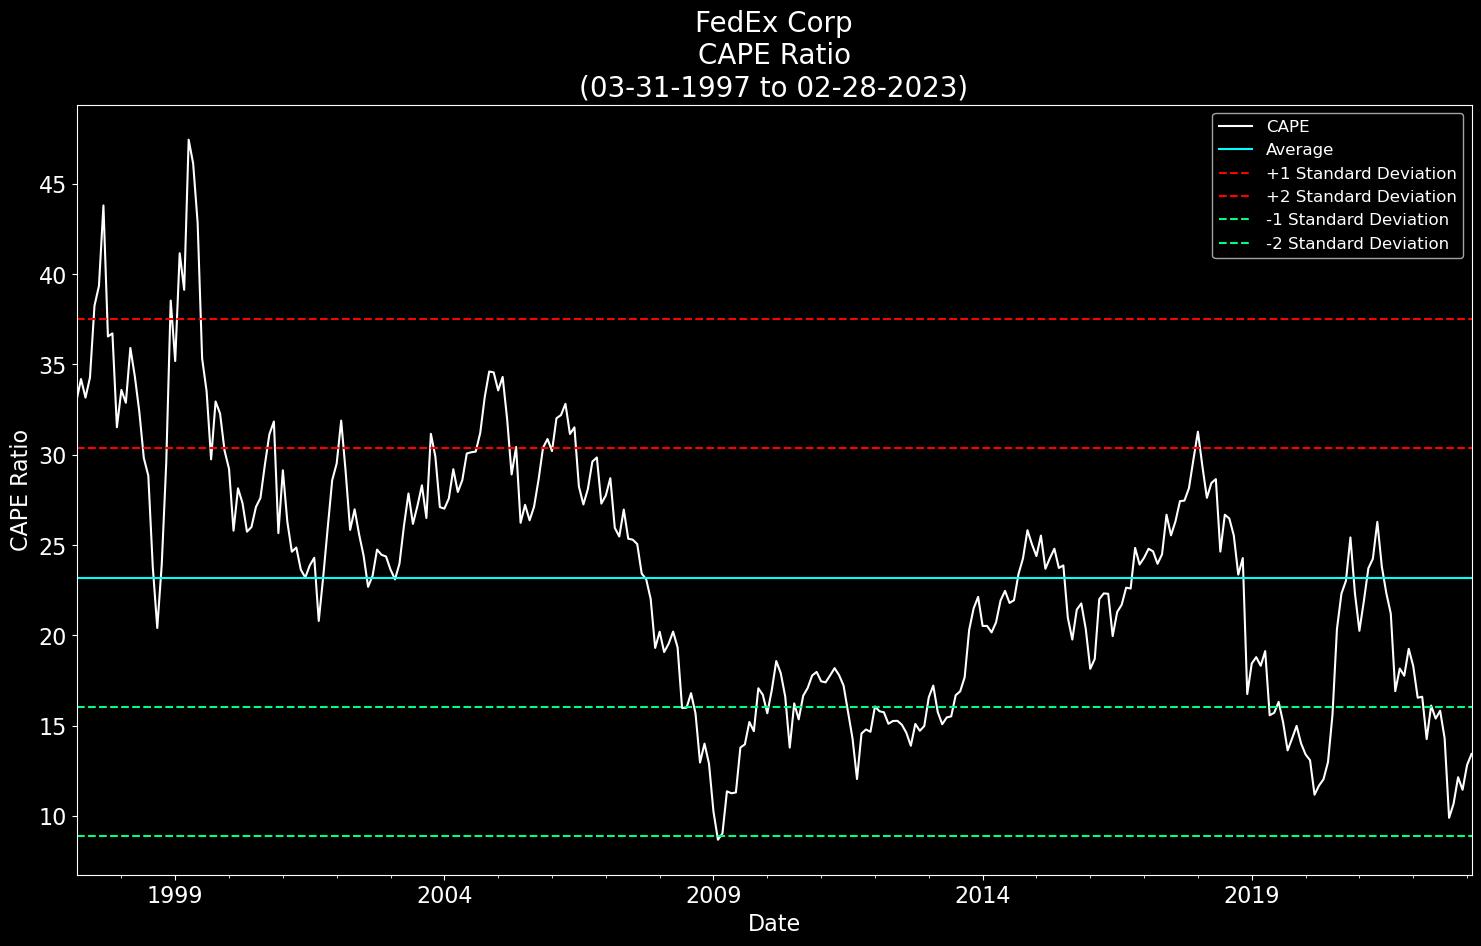 FedEx Corp
CAPE Ratio
(03-31-1997 to 02-28-2023)
CAPE
Average
+1 Standard Deviation
+2 Standard Deviation
-1 Standard Deviation
-2 Standard Deviation
CAPE Ratio
45
40
35
30
25
20
15
10
1999 2004 2009 2014 2019
Date